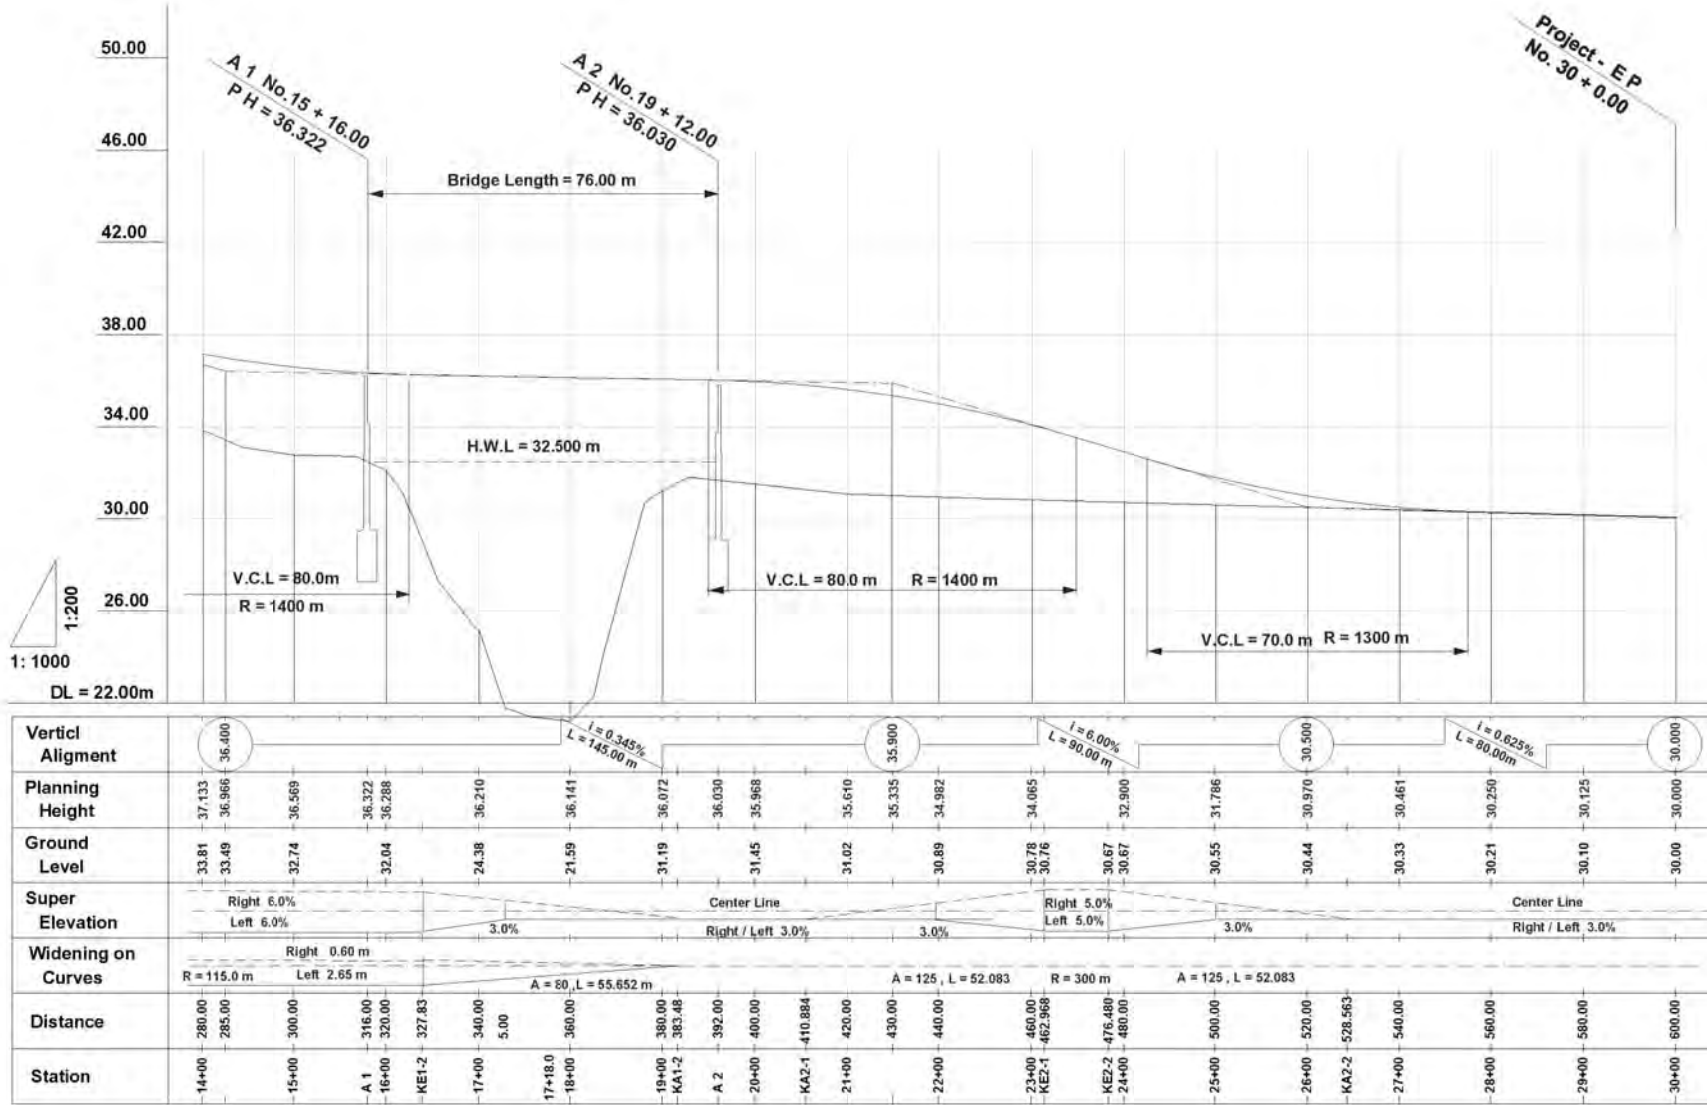 50.00
46.00
42.00
38.00
34.00
30.00
26.00
DL = 22.00m
1:200
1: 1000
A 1 No.15 + 16.00
P H = 36.322
A 2 No.19 + 12.00
P H = 36.030
Project - E P
No. 30 + 0.00
Bridge Length = 76.00 m
H.W.L = 32.500 m
V.C.L = 80.0m
R = 1400 m
V.C.L = 80.0 m R = 1400 m
V.C.L = 70.0 m R = 1300 m
Verticl
Aligment
36.400
i = 0.345%
L = 145.00 m
35.900
i = 6.00%
L = 90.00 m
30.500
i = 0.625%
L = 80.00m
30.000
Planning
Height
37.133 36.966 36.569 36.322 36.288 36.210 36.141 36.072 36.030 35.968 35.610 35.335 34.982 34.065 32.900 31.786 30.970 30.461 30.250 30.125 30.000
Ground
Level
33.81 33.49 32.74 32.04 24.38 21.59 31.19 31.45 31.02 30.89 30.78 30.76 30.67 30.67 30.55 30.44 30.33 30.21 30.10 30.00
Super
Elevation
Right 6.0%
Left 6.0%
3.0%
Center Line
Right / Left 3.0%
3.0%
Right 5.0%
Left 5.0%
3.0%
Center Line
Right / Left 3.0%
Widening on
Curves
Right 0.60 m
R = 115.0 m Left 2.65 m
A = 80 , L = 55.652 m
A = 125 , L = 52.083
R = 300 m
A = 125 , L = 52.083
Distance
280.00 285.00 300.00 316.00 320.00 327.83 340.00 5.00 360.00 380.00 383.48 392.00 400.00 410.884 420.00 430.00 440.00 460.00 462.968 476.480 480.00 500.00 520.00 528.563 540.00 560.00 580.00 600.00
Station
14+00 15+00 A 1 16+00 KE1-2 17+00 17+18.0 18+00 19+00 KA1-2 A 2 20+00 KA2-1 21+00 22+00 23+00 KE2-1 KE2-2 24+00 25+00 26+00 KA2-2 27+00 28+00 29+00 30+00